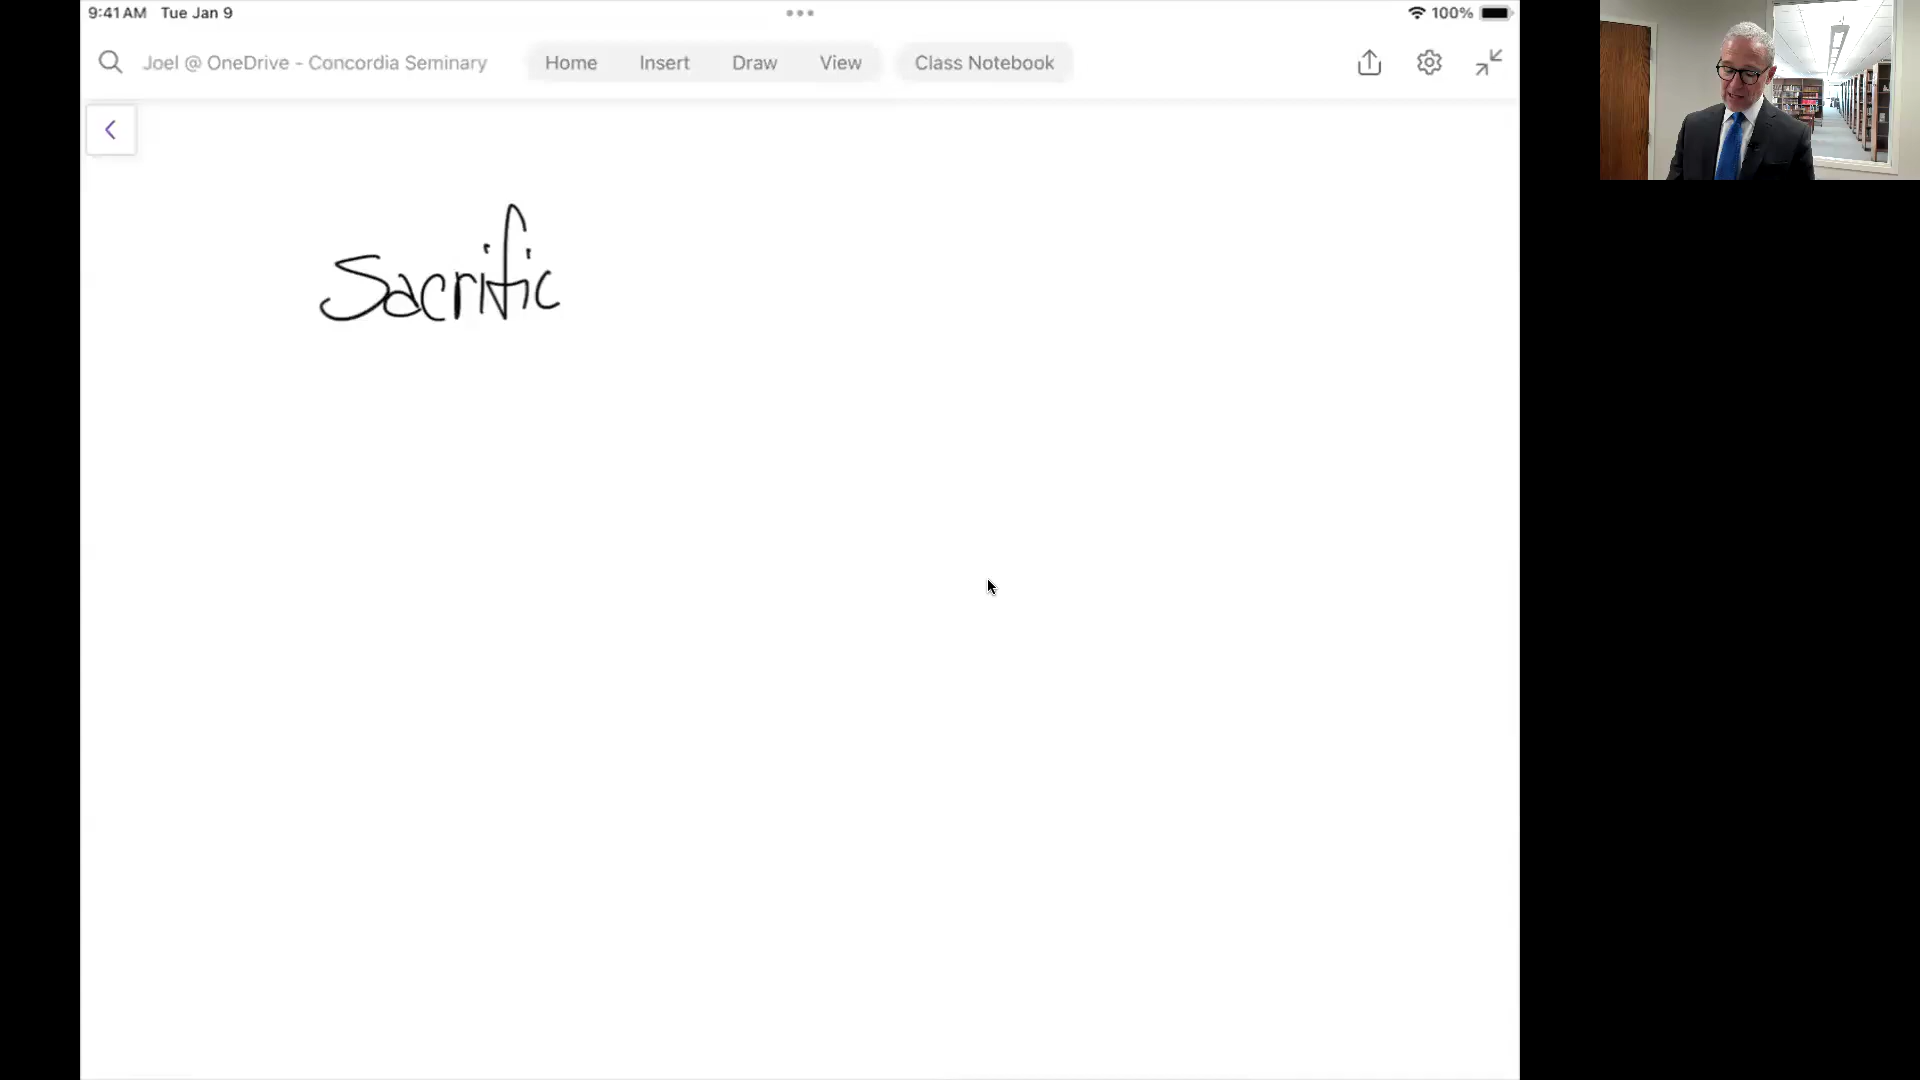 9:41 AM Tue Jan 9
100%
Joel @ OneDrive - Concordia Seminary Home Insert Draw View Class Notebook
Sacrific